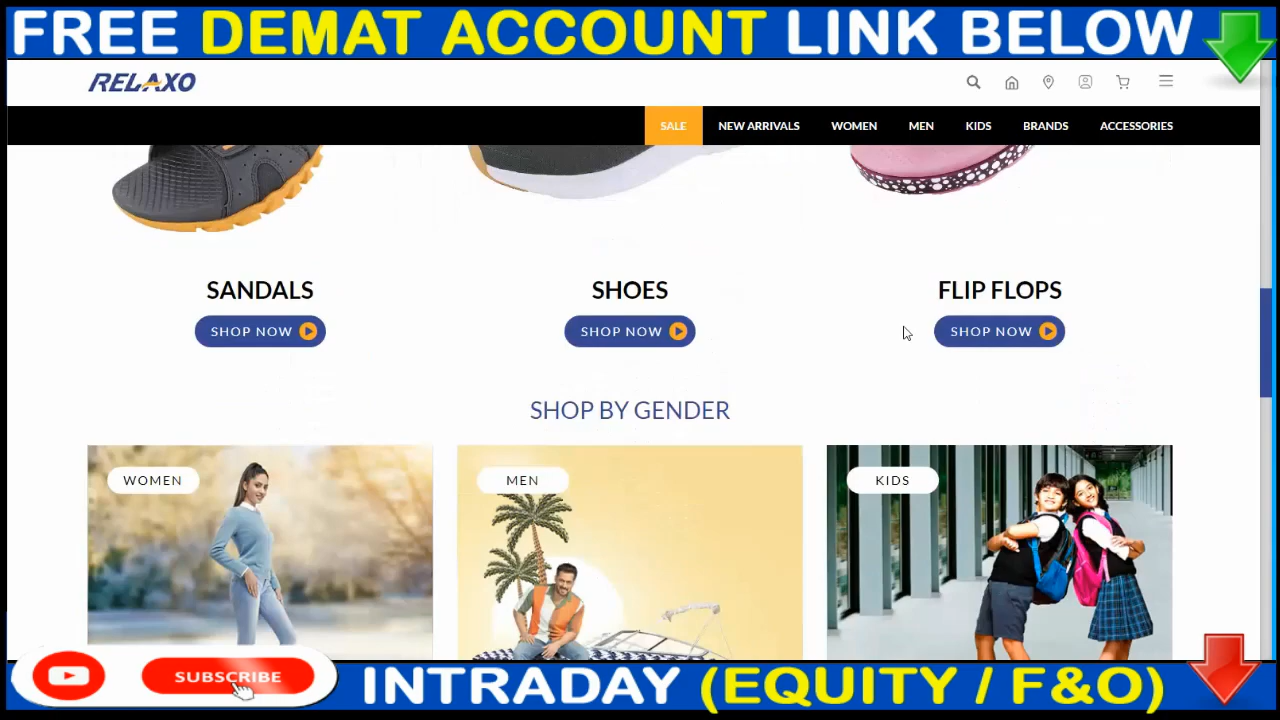 FREE DEMAT ACCOUNT LINK BELOW
RELAXO
SALE NEW ARRIVALS WOMEN MEN KIDS BRANDS ACCESSORIES
SANDALS SHOES FLIP FLOPS
SHOP NOW SHOP NOW SHOP NOW
SHOP BY GENDER
WOMEN MEN KIDS
SUBSCRIBE
INTRADAY (EQUITY / F&O)